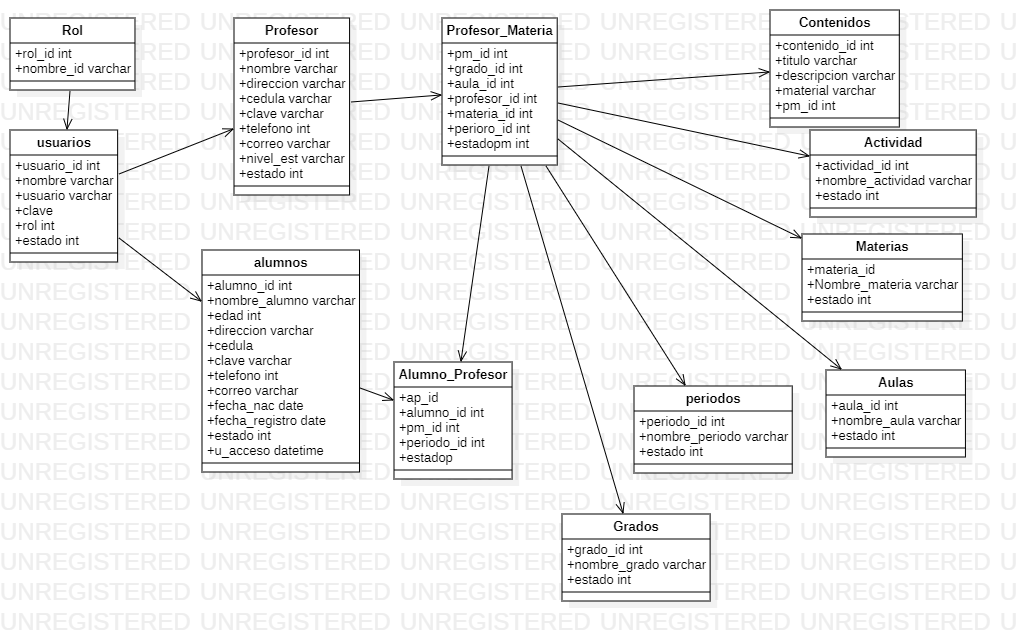 Rol
+rol_id int
+nombre_id varchar
usuarios
+usuario_id int
+nombre varchar
+usuario varchar
+clave
+rol int
+estado int
Profesor
+profesor_id int
+nombre varchar
+direccion varchar
+cedula varchar
+clave varchar
+telefono int
+correo varchar
+nivel_est varchar
+estado int
alumnos
+alumno_id int
+nombre_alumno varchar
+edad int
+direccion varchar
+cedula
+clave varchar
+telefono int
+correo varchar
+fecha_nac date
+fecha_registro date
+estado int
+u_acceso datetime
Profesor_Materia
+pm_id int
+grado_id int
+aula_id int
+profesor_id int
+materia_id int
+perioro_id int
+estadopm int
Alumno_Profesor
+ap_id
+alumno_id int
+pm_id int
+periodo_id int
+estadop
Contenidos
+contenido_id int
+titulo varchar
+descripcion varchar
+material varchar
+pm_id int
Actividad
+actividad_id int
+nombre_actividad varchar
+estado int
Materias
+materia_id
+Nombre_materia varchar
+estado int
Aulas
+aula_id int
+nombre_aula varchar
+estado int
periodos
+periodo_id int
+nombre_periodo varchar
+estado int
Grados
+grado_id int
+nombre_grado varchar
+estado int
UNREGISTERED